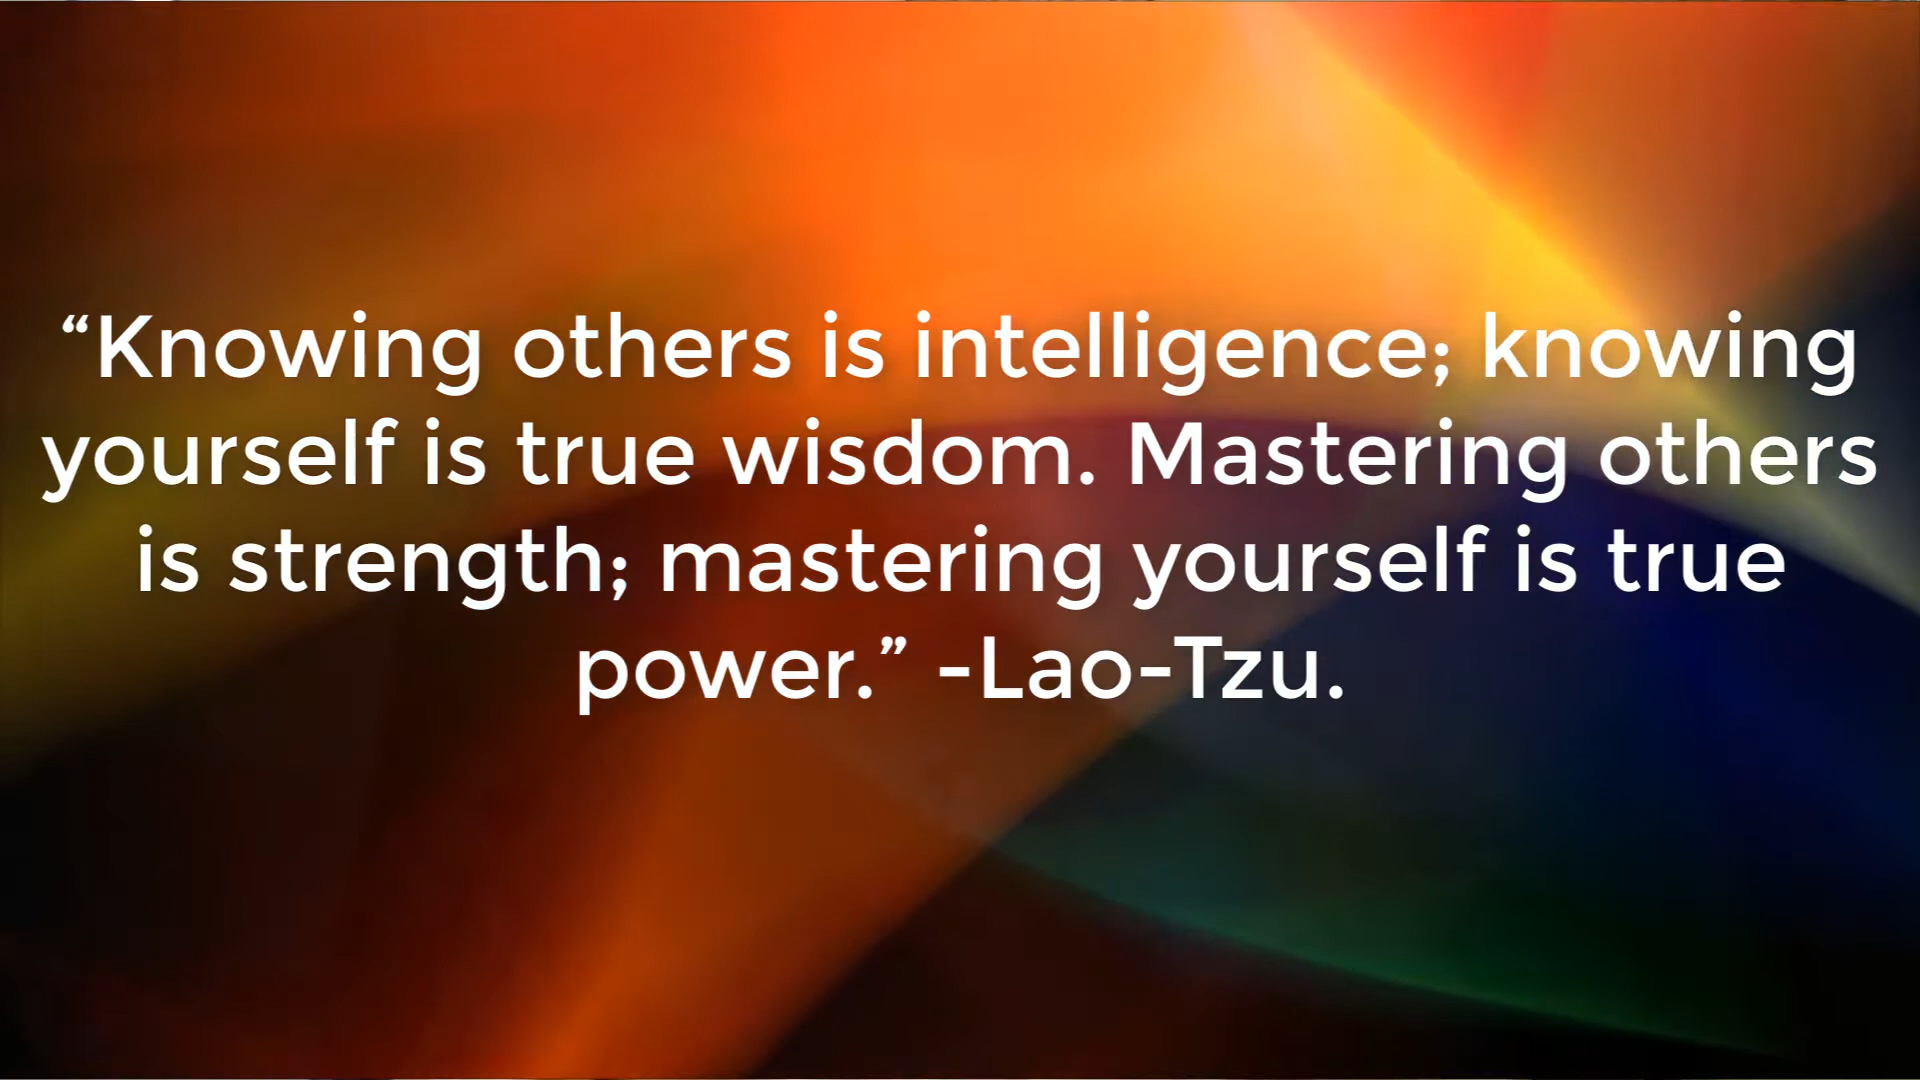 “Knowing others is intelligence; knowing
yourself is true wisdom. Mastering others
is strength; mastering yourself is true
power.” -Lao-Tzu.